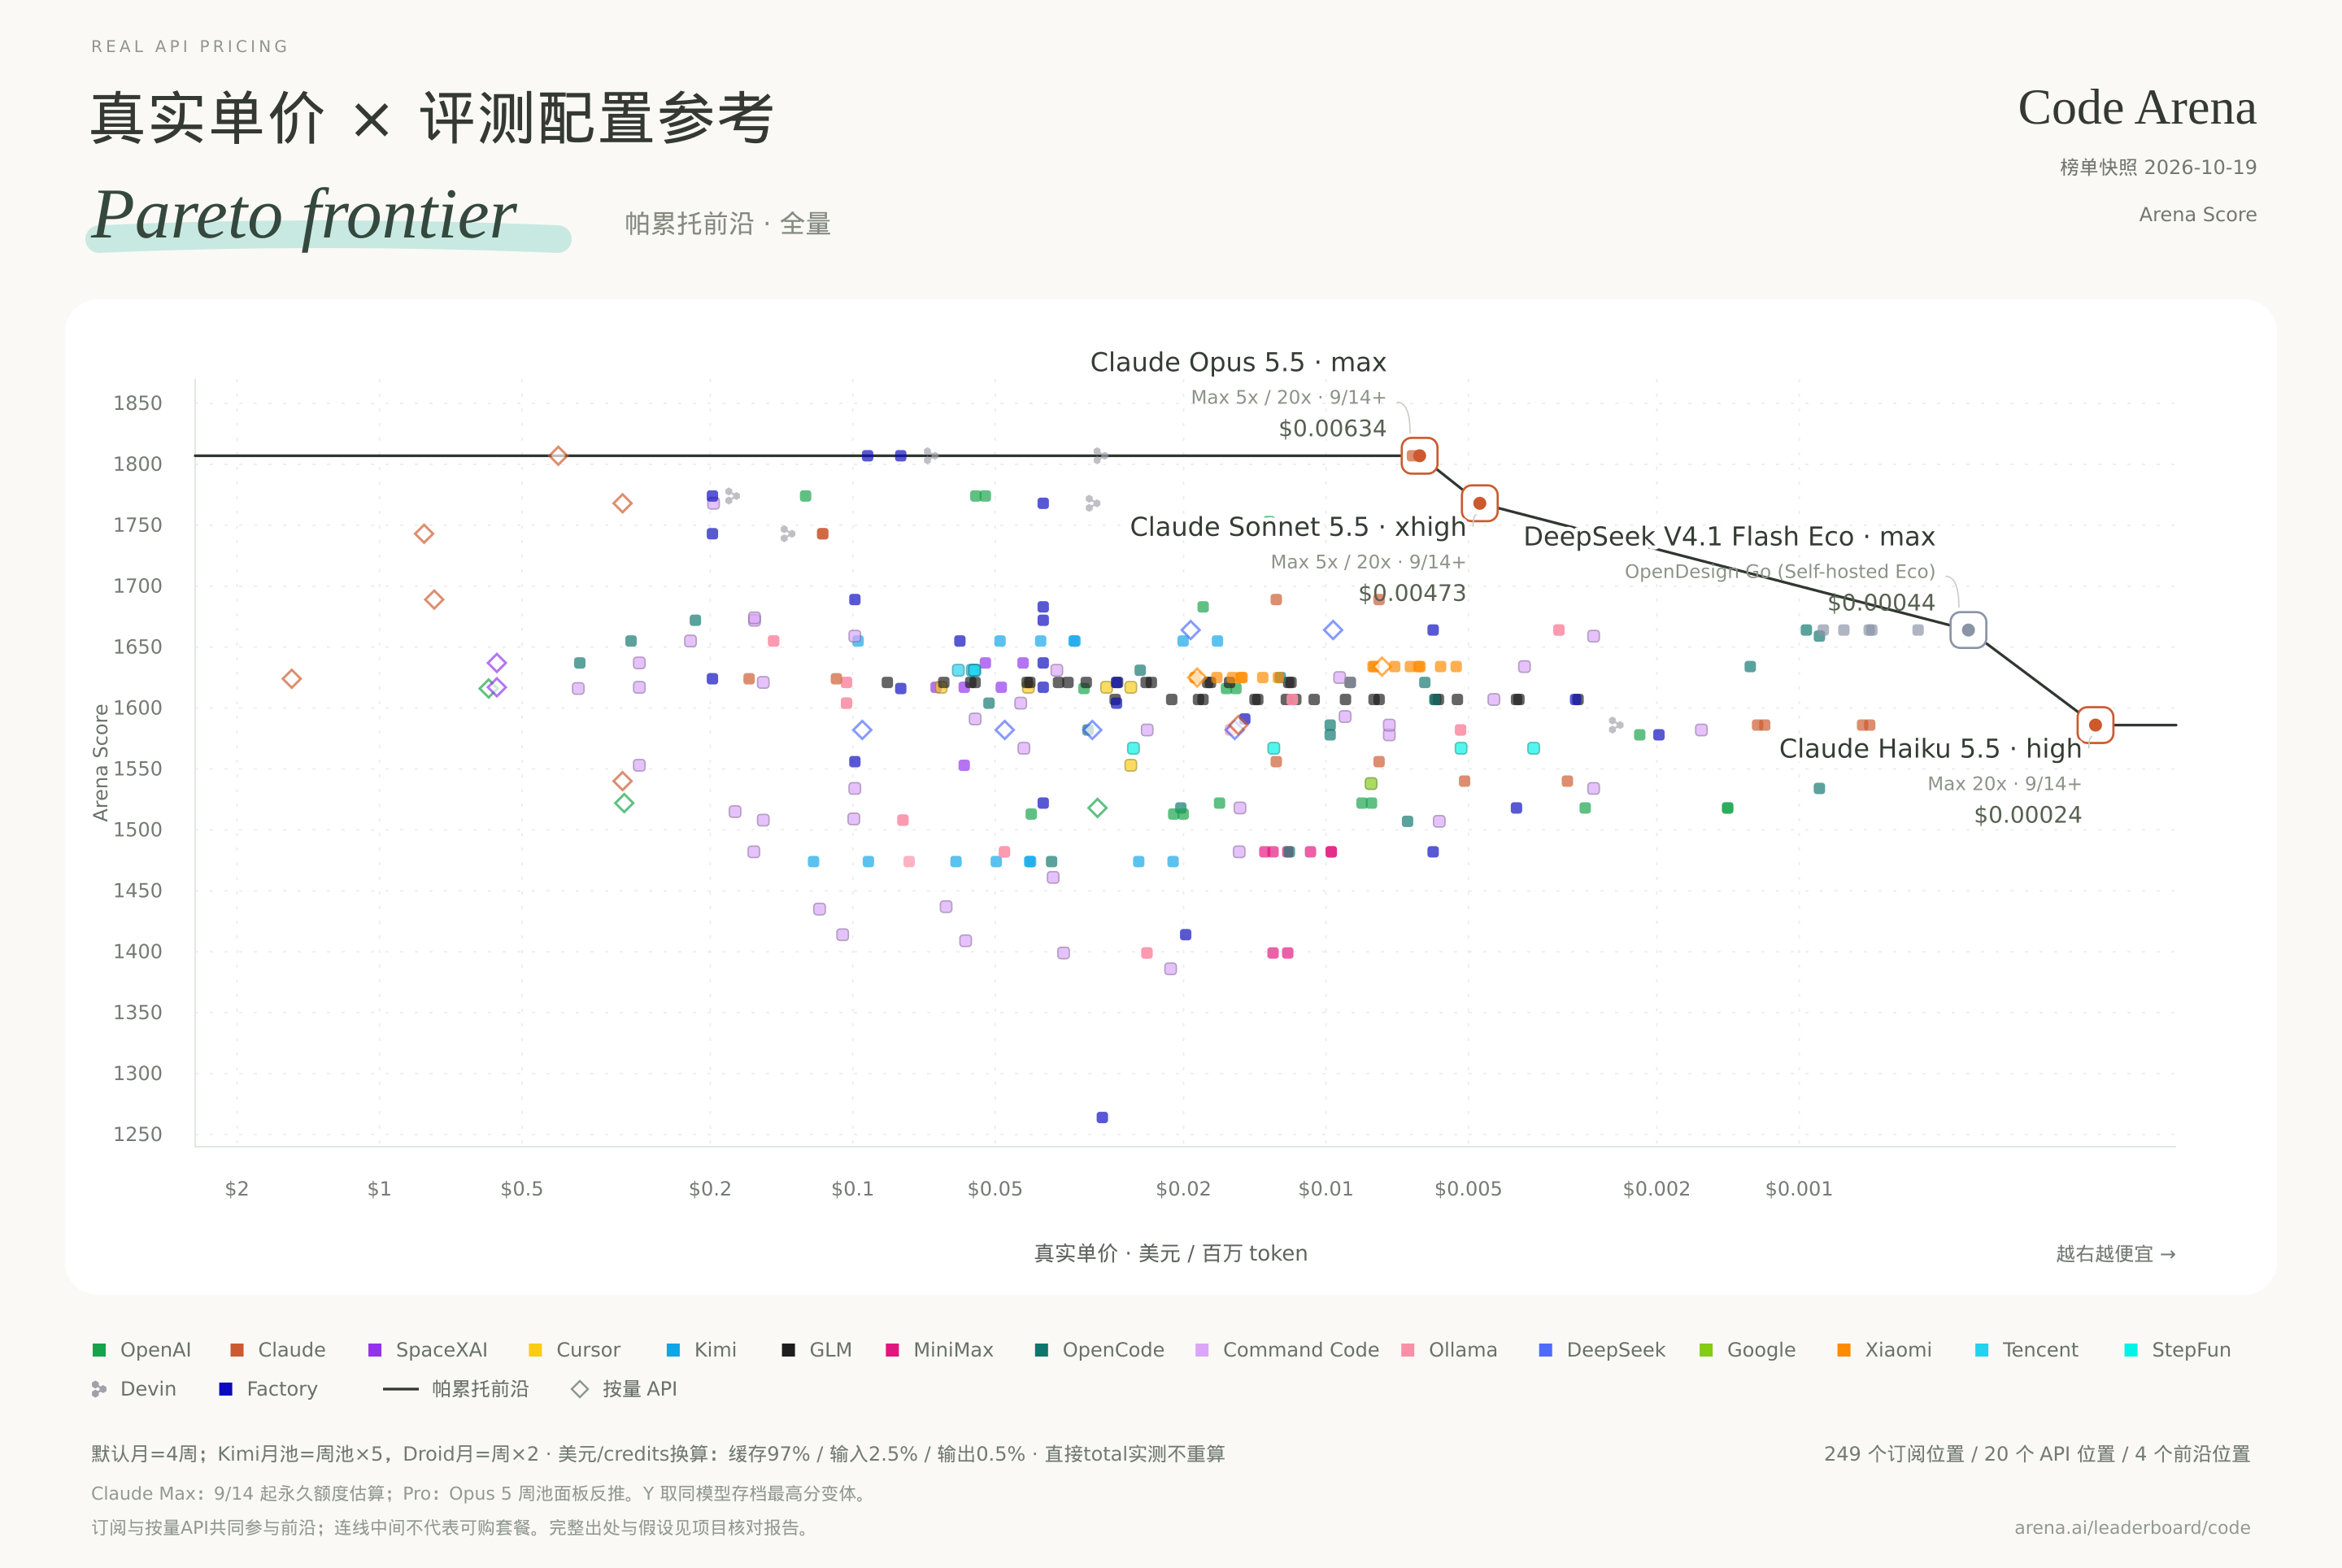 REAL API PRICING
真实单价 × 评测配置参考
Pareto frontier
帕累托前沿 · 全量
Code Arena
榜单快照 2026-10-19
Arena Score
Claude Opus 5.5 · max
Max 5x / 20x · 9/14+
$0.00634
Claude Sonnet 5.5 · xhigh
Max 5x / 20x · 9/14+
$0.00473
DeepSeek V4.1 Flash Eco · max
OpenDesign Go (Self-hosted Eco)
$0.00044
Claude Haiku 5.5 · high
Max 20x · 9/14+
$0.00024
Arena Score
1850
1800
1750
1700
1650
1600
1550
1500
1450
1400
1350
1300
1250
$2 $1 $0.5 $0.2 $0.1 $0.05 $0.02 $0.01 $0.005 $0.002 $0.001
真实单价 · 美元 / 百万 token
越右越便宜 →
OpenAI Claude SpaceXAI Cursor Kimi GLM MiniMax OpenCode Command Code Ollama DeepSeek Google Xiaomi Tencent StepFun
Devin Factory 帕累托前沿 按量 API
默认月=4周；Kimi月池=周池×5，Droid月=周×2 · 美元/credits换算：缓存97% / 输入2.5% / 输出0.5% · 直接total实测不重算
249 个订阅位置 / 20 个 API 位置 / 4 个前沿位置
Claude Max：9/14 起永久额度估算；Pro：Opus 5 周池面板反推。Y 取同模型存档最高分变体。
订阅与按量API共同参与前沿；连线中间不代表可购套餐。完整出处与假设见项目核对报告。
arena.ai/leaderboard/code